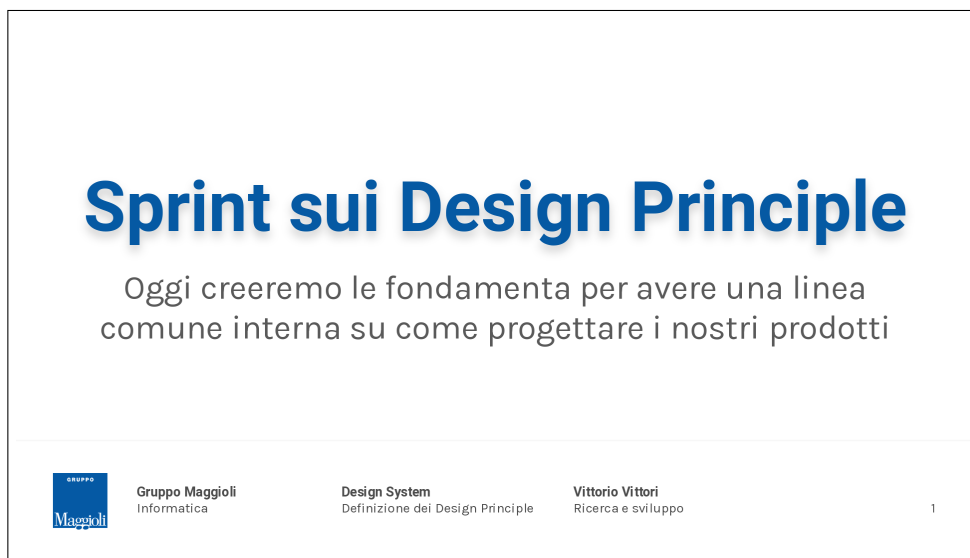 Sprint sui Design Principle
Oggi creeremo le fondamenta per avere una linea
comune interna su come progettare i nostri prodotti
GRUPPO
Maggioli
Gruppo Maggioli
Informatica
Design System
Definizione dei Design Principle
Vittorio Vittori
Ricerca e sviluppo
1